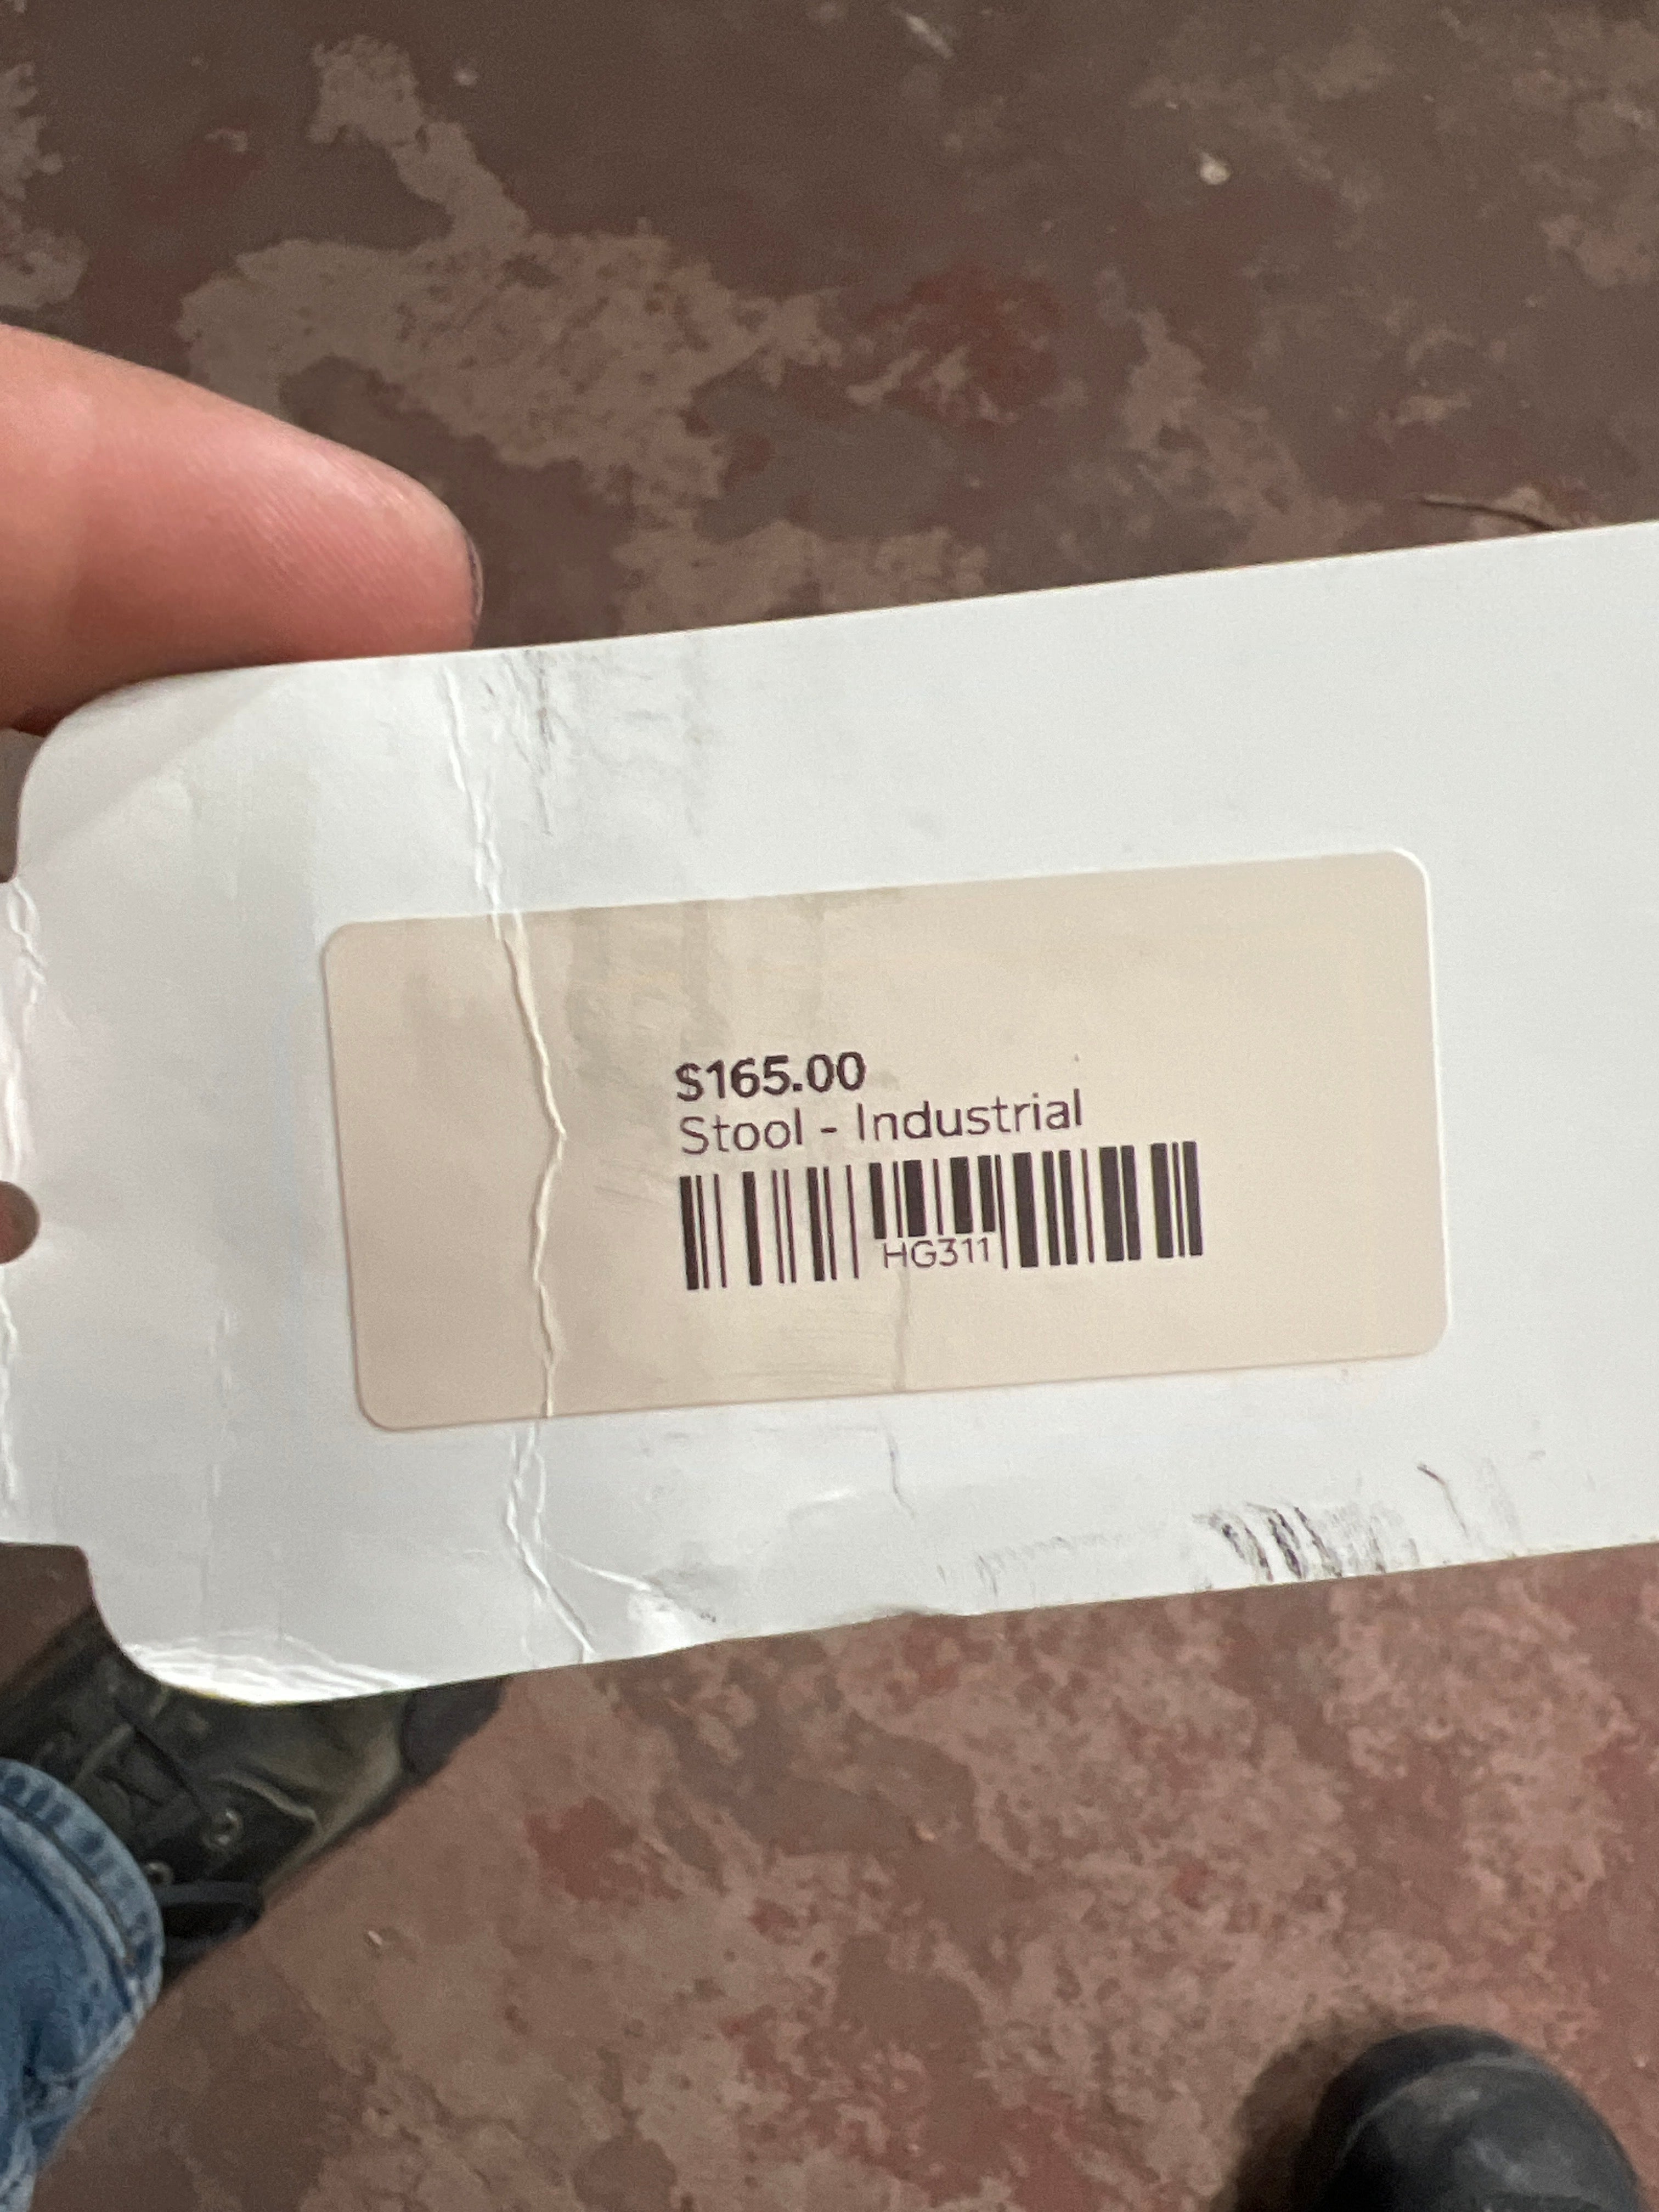 $165.00
Stool - Industrial
HG311